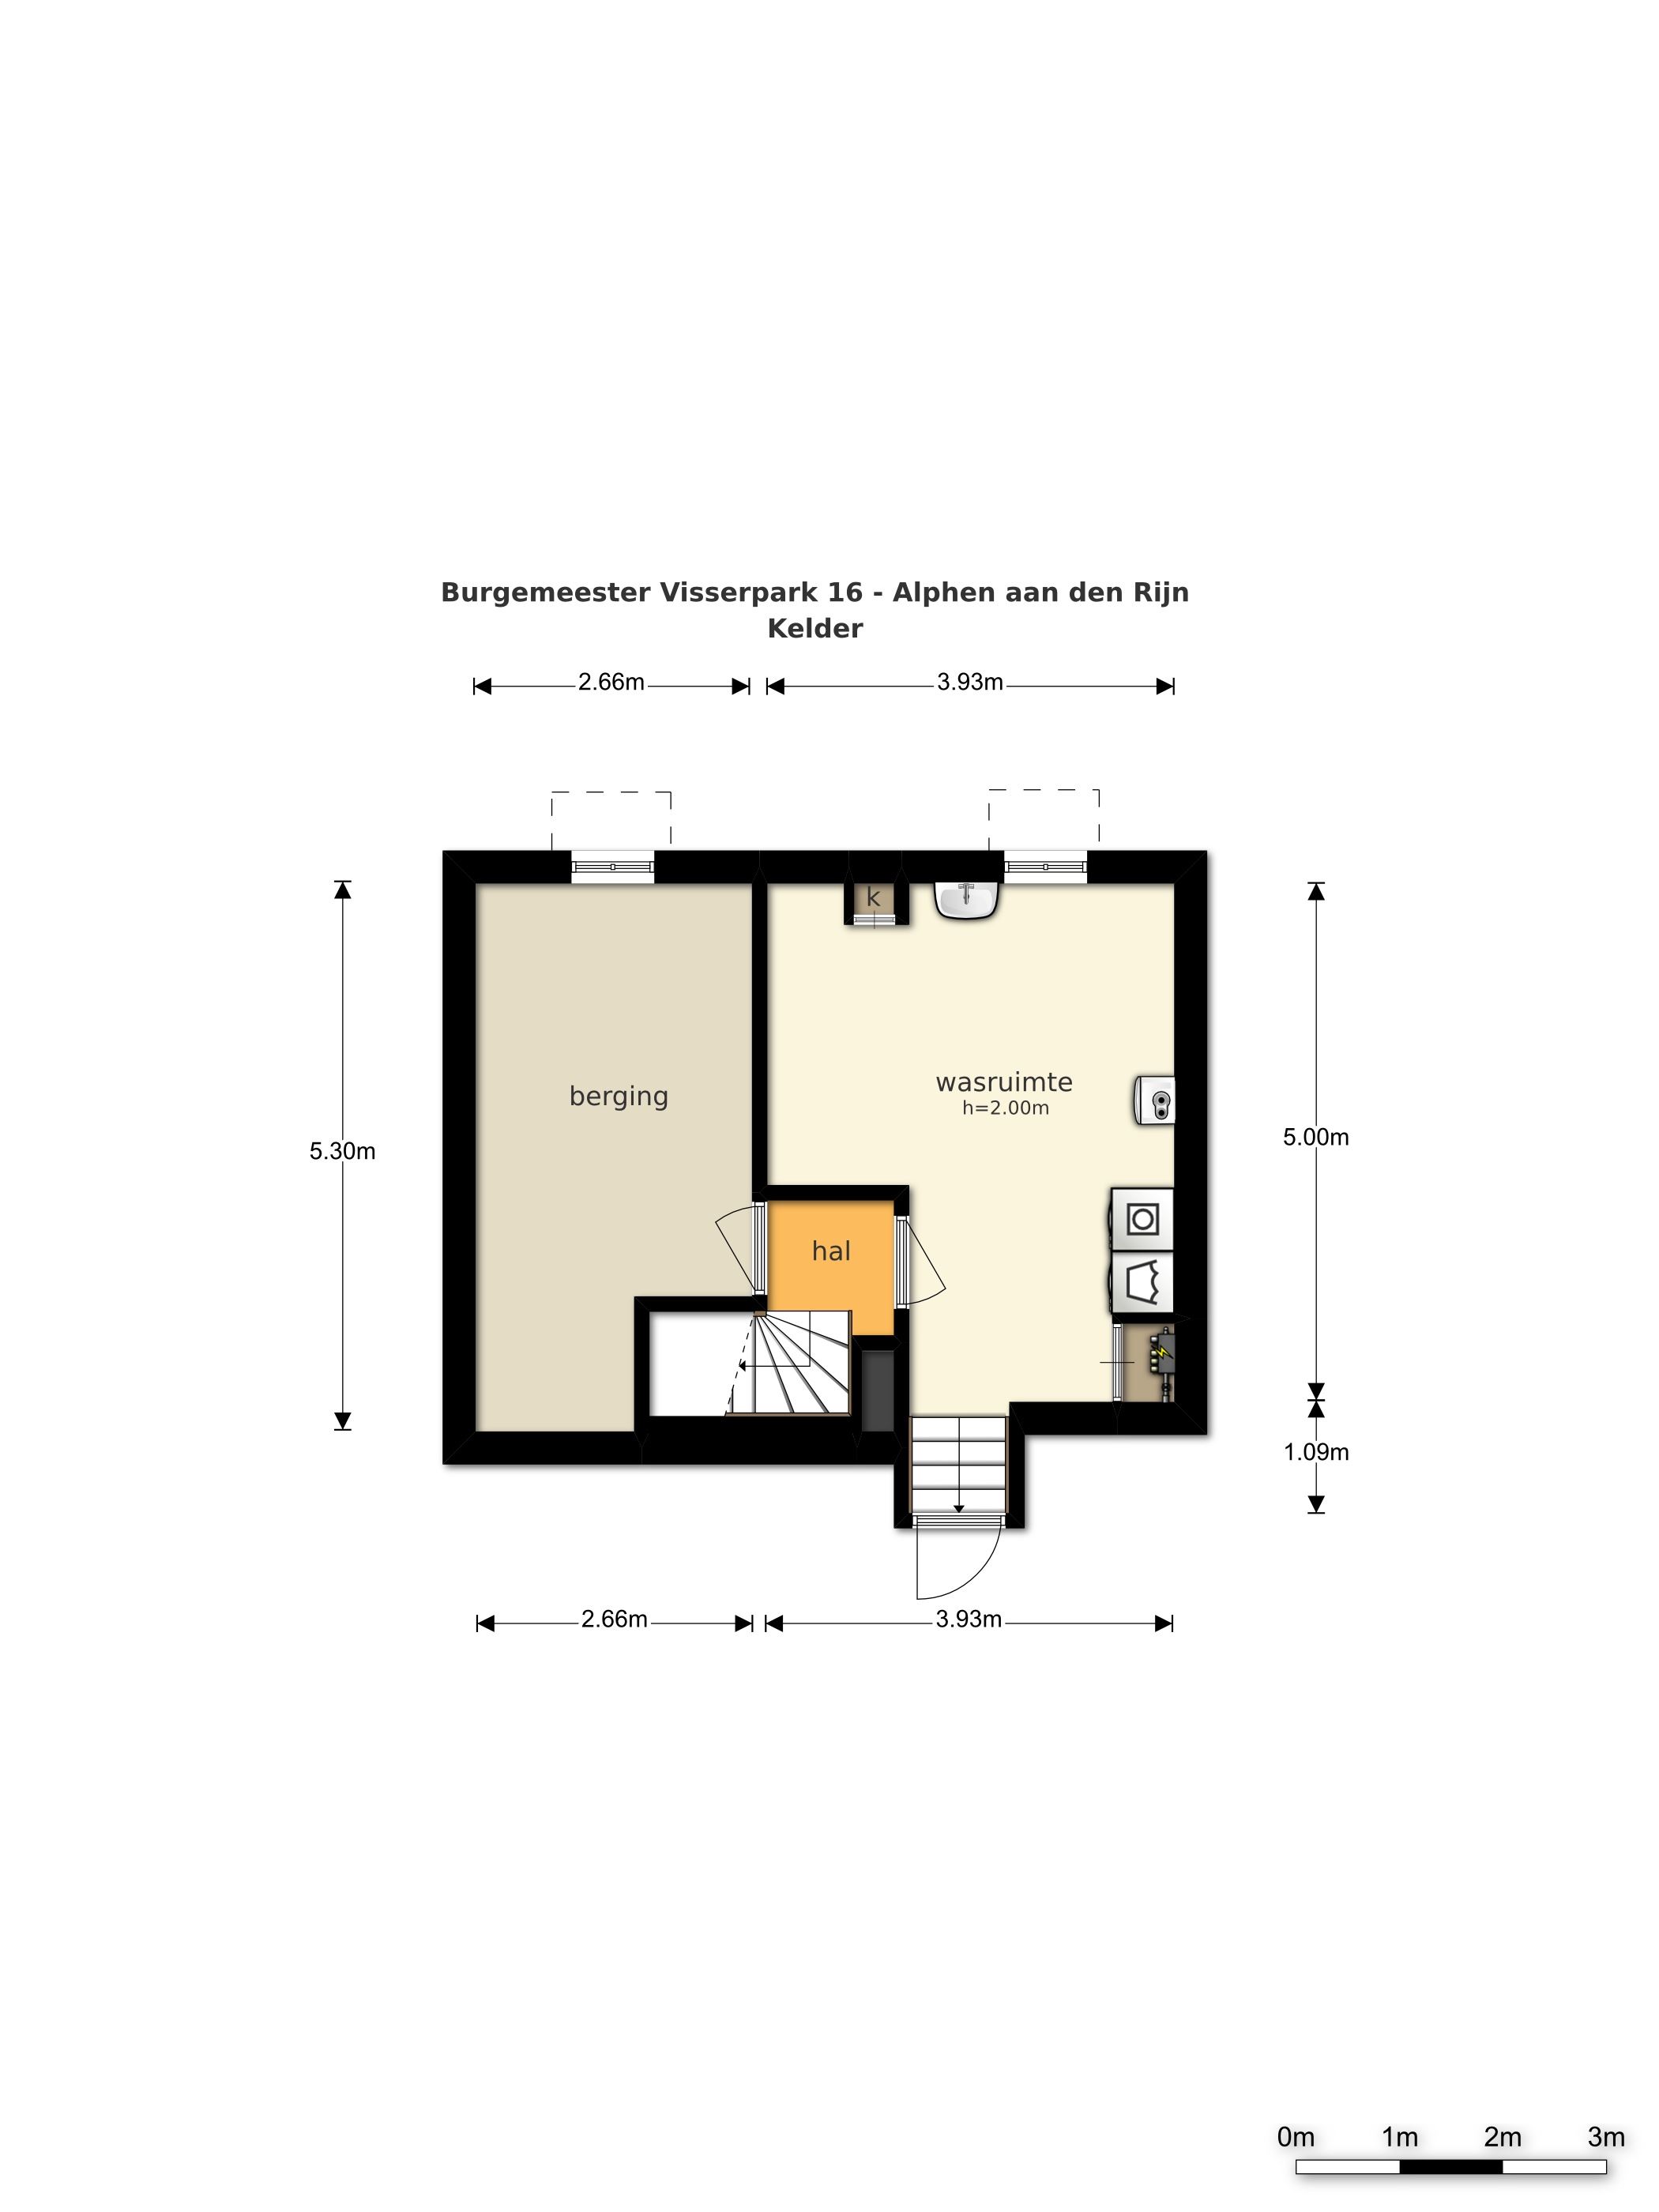 Burgemeester Visserpark 16 - Alphen aan den Rijn
Kelder
2.66m
3.93m
k
berging
wasruimte
h=2.00m
5.30m
5.00m
hal
1.09m
2.66m
3.93m
0m 1m 2m 3m